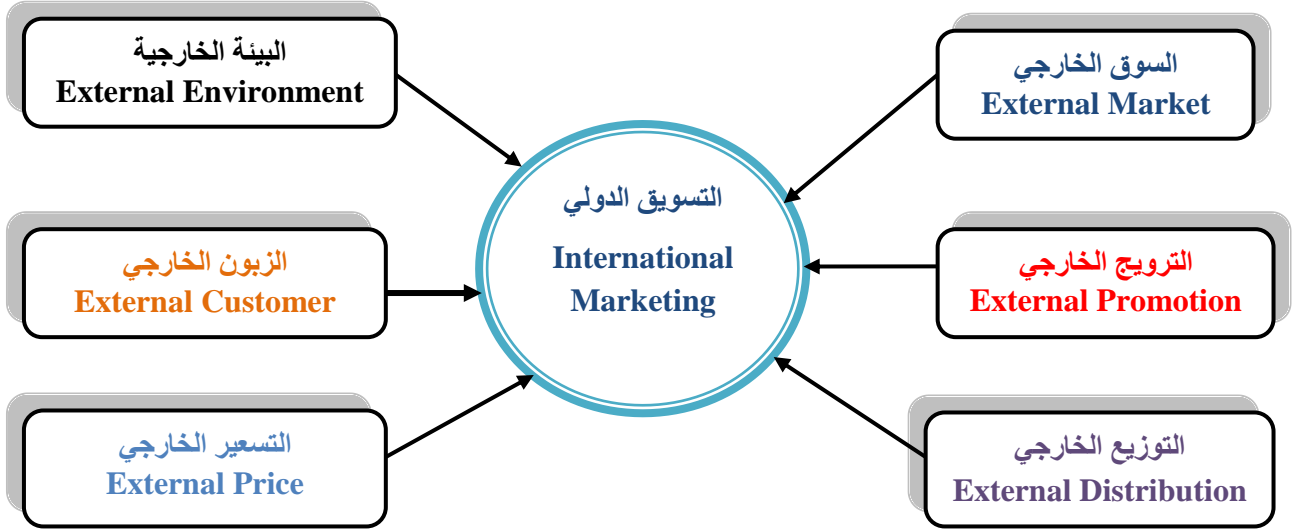 البيئة الخارجية
External Environment
السوق الخارجي
External Market
التسويق الدولي
International
Marketing
الزبون الخارجي
External Customer
الترويج الخارجي
External Promotion
التسعير الخارجي
External Price
التوزيع الخارجي
External Distribution